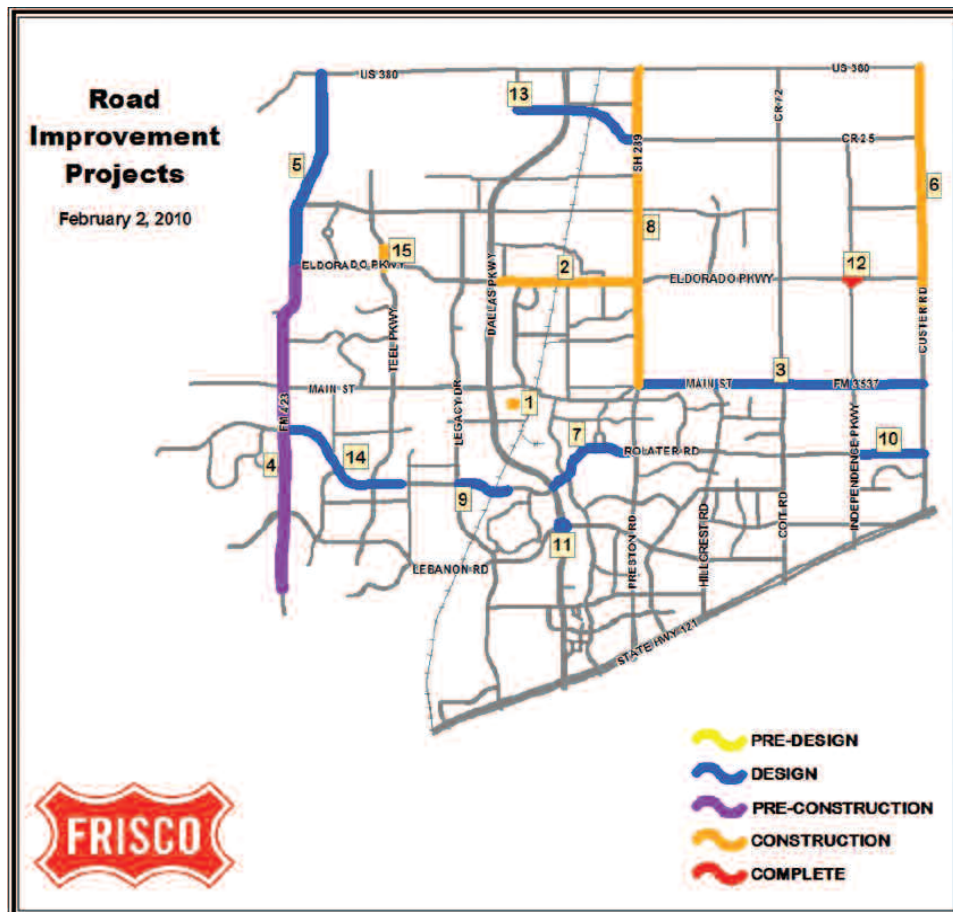 Road
Improvement
Projects
February 2, 2010
US 380
US 380
13
CR-72
CR-25
5
SH 289
6
8
15
2
12
ELDORADO PKWY
ELDORADO PKWY
DALLAS PKWY
CUSTER RD
TEEL PKWY
3
MAIN ST
MAIN ST
FM 3537
FM 423
LEGACY DR
1
7
INDEPENDENCE PKWY
10
ROLATER RD
14
4
9
COIT RD
HILLCREST RD
PRESTON RD
11
LEBANON RD
STATE HWY 121
PRE-DESIGN
DESIGN
PRE-CONSTRUCTION
CONSTRUCTION
COMPLETE
FRISCO